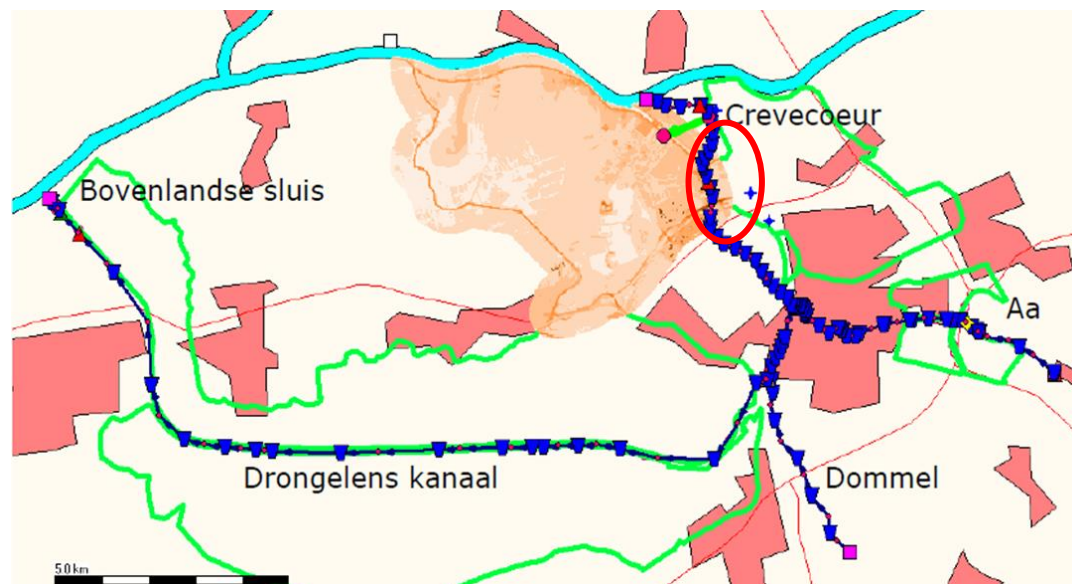 Crevecoeur
Bovenlandse sluis
Aa
Drongelens kanaal
Dommel
5.0 km